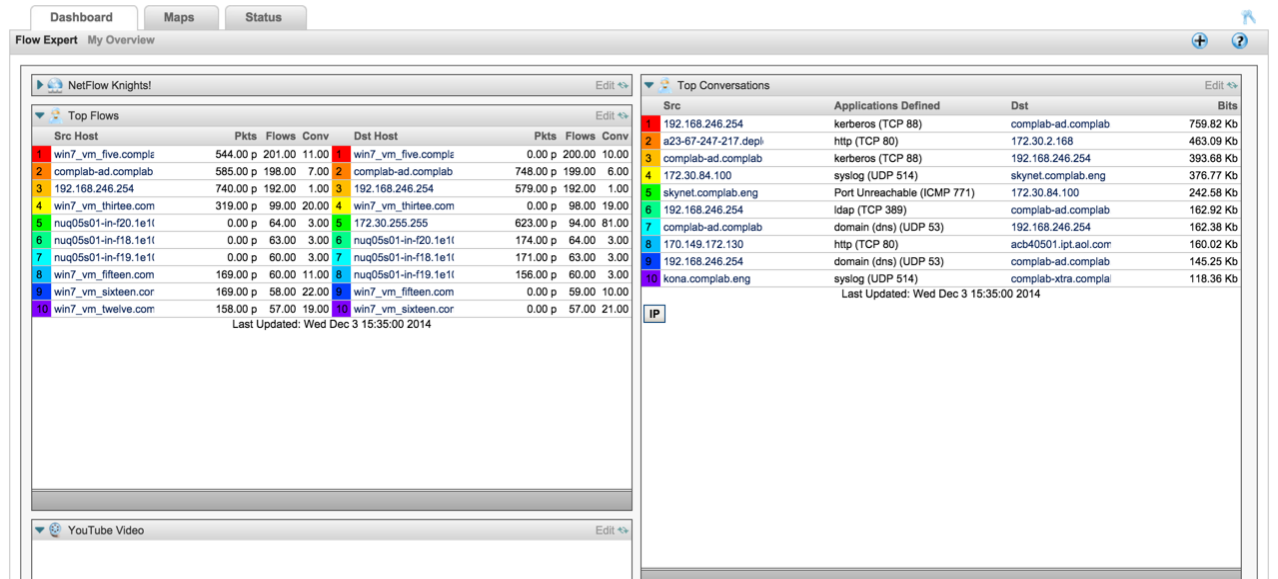 Dashboard Maps Status
Flow Expert My Overview
NetFlow Knights! Edit
Top Flows Edit
Src Host Pkts Flows Conv Dst Host Pkts Flows Conv
1 win7_vm_five.compla 544.00 p 201.00 11.00 1 win7_vm_five.compla 0.00 p 200.00 10.00
2 complab-ad.complab 585.00 p 198.00 7.00 2 complab-ad.complab 748.00 p 199.00 6.00
3 192.168.246.254 740.00 p 192.00 1.00 3 192.168.246.254 579.00 p 192.00 1.00
4 win7_vm_thirtee.com 319.00 p 99.00 20.00 4 win7_vm_thirtee.com 0.00 p 98.00 19.00
5 nuq05s01-in-f20.1e1( 0.00 p 64.00 3.00 5 172.30.255.255 623.00 p 94.00 81.00
6 nuq05s01-in-f18.1e1( 0.00 p 63.00 3.00 6 nuq05s01-in-f20.1e1( 174.00 p 64.00 3.00
7 nuq05s01-in-f19.1e1( 0.00 p 60.00 3.00 7 nuq05s01-in-f18.1e1( 171.00 p 63.00 3.00
8 win7_vm_fifteen.com 169.00 p 60.00 11.00 8 nuq05s01-in-f19.1e1( 156.00 p 60.00 3.00
9 win7_vm_sixteen.cor 169.00 p 58.00 22.00 9 win7_vm_fifteen.com 0.00 p 59.00 10.00
10 win7_vm_twelve.com 158.00 p 57.00 19.00 10 win7_vm_sixteen.cor 0.00 p 57.00 21.00
Last Updated: Wed Dec 3 15:35:00 2014
YouTube Video Edit
Top Conversations Edit
Src Applications Defined Dst Bits
1 192.168.246.254 kerberos (TCP 88) complab-ad.complab 759.82 Kb
2 a23-67-247-217.depl http (TCP 80) 172.30.2.168 463.09 Kb
3 complab-ad.complab kerberos (TCP 88) 192.168.246.254 393.68 Kb
4 172.30.84.100 syslog (UDP 514) skynet.complab.eng 376.77 Kb
5 skynet.complab.eng Port Unreachable (ICMP 771) 172.30.84.100 242.58 Kb
6 192.168.246.254 ldap (TCP 389) complab-ad.complab 162.92 Kb
7 complab-ad.complab domain (dns) (UDP 53) 192.168.246.254 162.38 Kb
8 170.149.172.130 http (TCP 80) acb40501.ipt.aol.com 160.02 Kb
9 192.168.246.254 domain (dns) (UDP 53) complab-ad.complab 145.25 Kb
10 kona.complab.eng syslog (UDP 514) complab-xtra.complal 118.36 Kb
Last Updated: Wed Dec 3 15:35:00 2014
IP